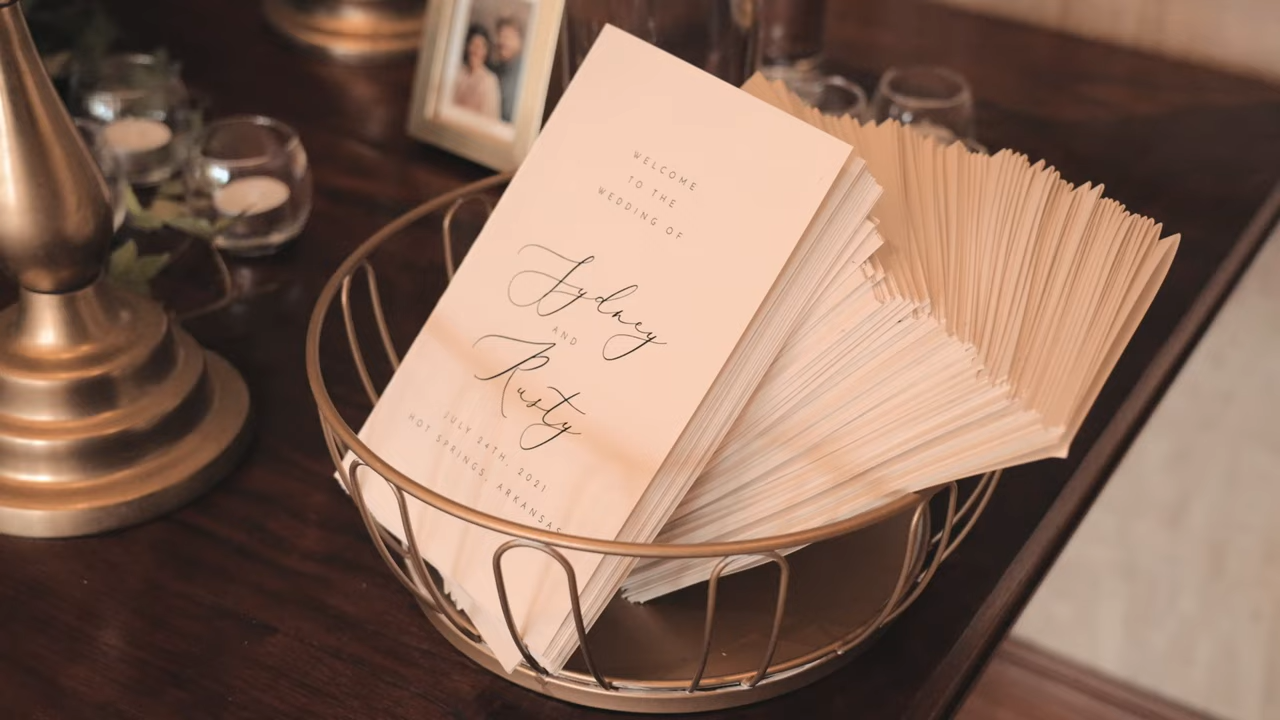 WELCOME
TO THE
WEDDING OF
Sydney
AND
Rusty
JULY 24TH, 2021
HOT SPRINGS, ARKANSAS